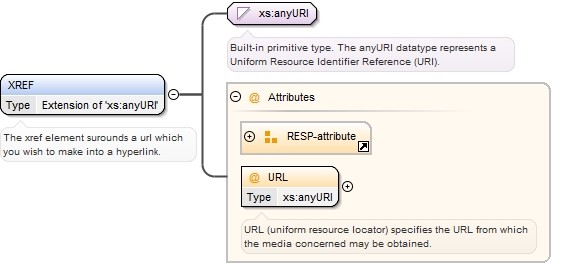 xs:anyURI
Built-in primitive type. The anyURI datatype represents a
Uniform Resource Identifier Reference (URI).
XREF
Type Extension of 'xs:anyURI'
The xref element surounds a url which
you wish to make into a hyperlink.
@ Attributes
RESP-attribute
@ URL
Type xs:anyURI
URL (uniform resource locator) specifies the URL from which
the media concerned may be obtained.